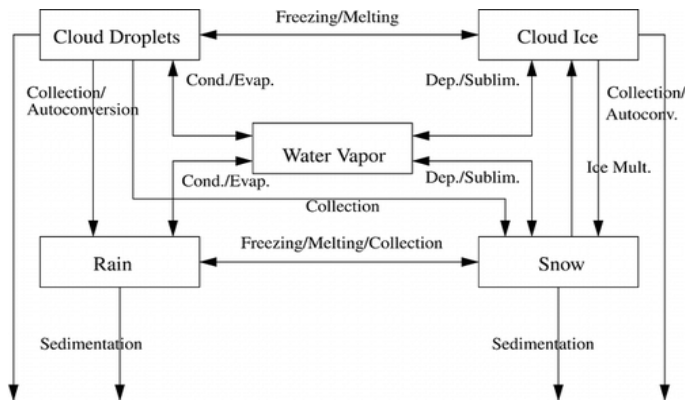 Freezing/Melting
Cloud Droplets
Cloud Ice
Cond./Evap.
Dep./Sublim.
Collection/
Autoconversion
Collection/
Autoconv.
Water Vapor
Ice Mult.
Cond./Evap.
Dep./Sublim.
Collection
Freezing/Melting/Collection
Rain
Snow
Sedimentation
Sedimentation